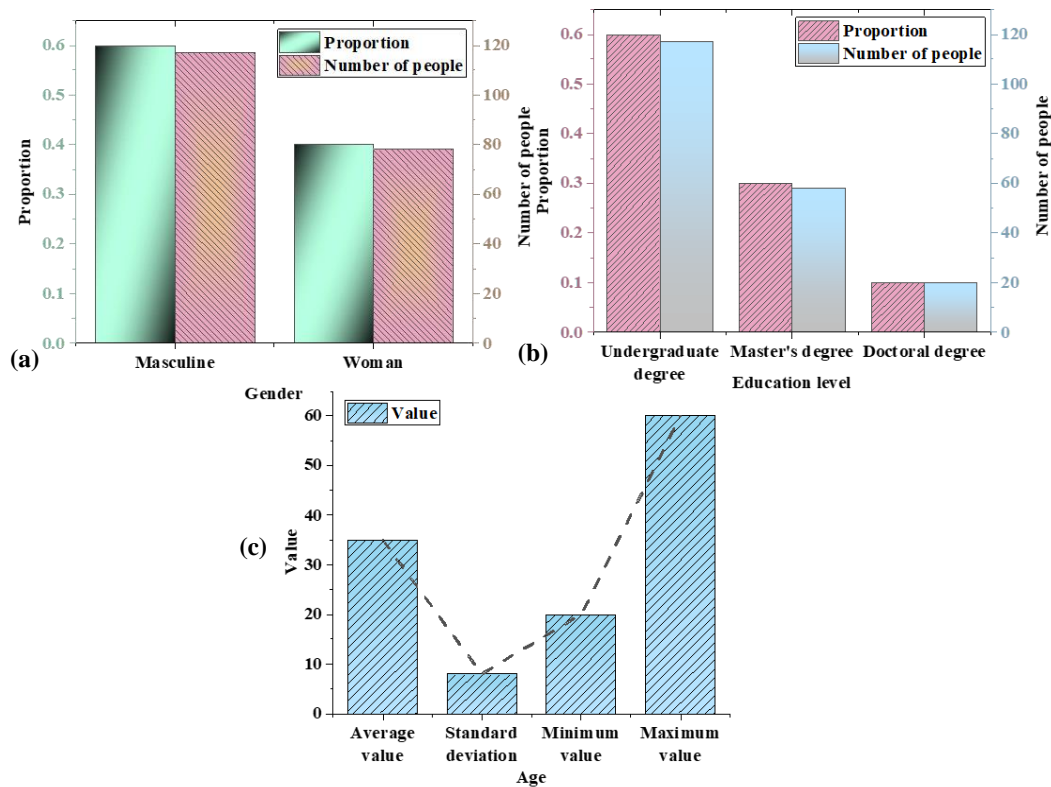 Proportion
Number of people
0.6
0.5
0.4
0.3
0.2
0.1
0.0
Proportion
120
100
80
60
40
20
0
Number of people
Masculine
Woman
Gender
(a)
Proportion
Number of people
0.6
0.5
0.4
0.3
0.2
0.1
0.0
Proportion
120
100
80
60
40
20
0
Number of people
Undergraduate
degree
Master's degree
Doctoral degree
Education level
(b)
Value
60
50
40
30
20
10
0
Value
(c)
Average
value
Standard
deviation
Minimum
value
Maximum
value
Age